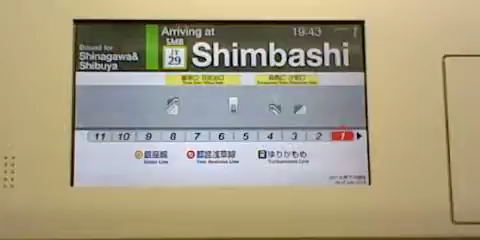 Arriving at
19:43
Bound for
Shinagawa&
Shibuya
SMB
JY
29
Shimbashi
11 10 9 8 7 6 5 4 3 2 1
G 銀座線
Ginza Line
都営浅草線
Toei Asakusa Line
ゆりかもめ
Yurikamome Line